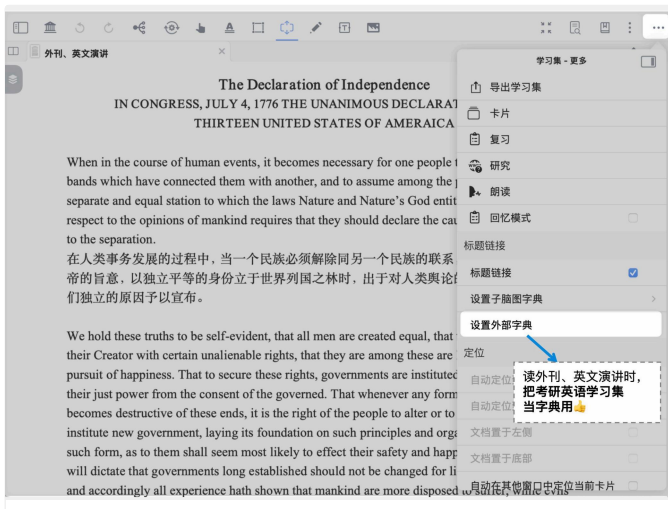 外刊、英文演讲
×
The Declaration of Independence
IN CONGRESS, JULY 4, 1776 THE UNANIMOUS DECLARAT
THIRTEEN UNITED STATES OF AMERAICA
When in the course of human events, it becomes necessary for one people t
bands which have connected them with another, and to assume among the
separate and equal station to which the laws Nature and Nature's God entit
respect to the opinions of mankind requires that they should declare the cau
to the separation.
在人类事务发展的过程中，当一个民族必须解除同另一个民族的联系
帝的旨意，以独立平等的身份立于世界列国之林时，出于对人类舆论的
们独立的原因予以宣布。
We hold these truths to be self-evident, that all men are created equal, that
their Creator with certain unalienable rights, that they are among these are
pursuit of happiness. That to secure these rights, governments are instituted
their just power from the consent of the governed. That whenever any form
becomes destructive of these ends, it is the right of the people to alter or to
institute new government, laying its foundation on such principles and orga
such form, as to them shall seem most likely to effect their safety and happ
will dictate that governments long established should not be changed for li
and accordingly all experience hath shown that mankind are more disposed to suffer, while evils
学习集 - 更多
导出学习集
卡片
复习
研究
朗读
回忆模式
标题链接
标题链接
设置子脑图字典
设置外部字典
定位
自动定位
自动定位
读外刊、英文演讲时，
把考研英语学习集
当字典用👍
文档置于左侧
文档置于底部
自动在其他窗口中定位当前卡片